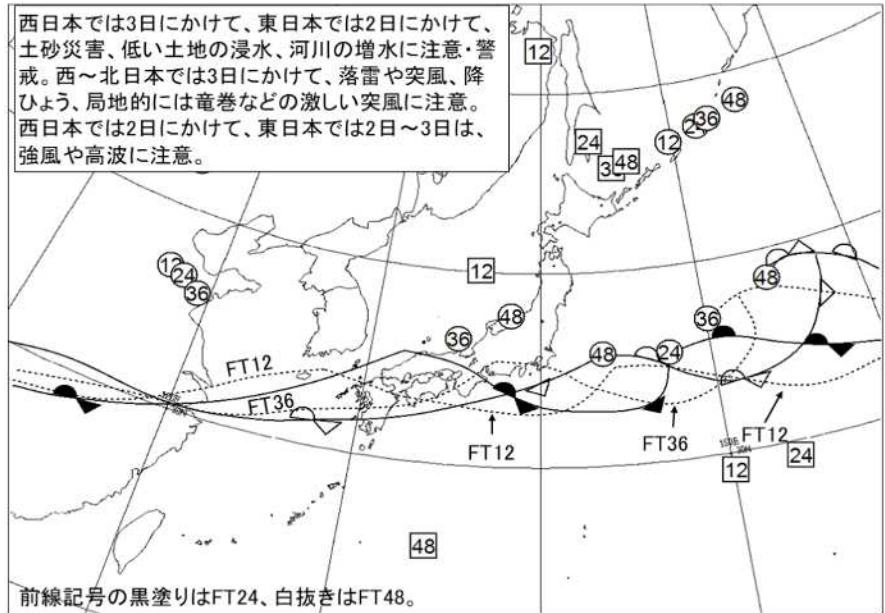 西日本では3日にかけて、東日本では2日にかけて、
土砂災害、低い土地の浸水、河川の増水に注意・警
戒。西～北日本では3日にかけて、落雷や突風、降
ひょう、局地的には竜巻などの激しい突風に注意。
西日本では2日にかけて、東日本では2日～3日は、
強風や高波に注意。
12
48
36
24
12
24
48
12
12
24
36
48
48
36
36
48
24
FT12
FT36
FT12
FT36
FT12
150E
30N
24
12
48
前線記号の黒塗りはFT24、白抜きはFT48。